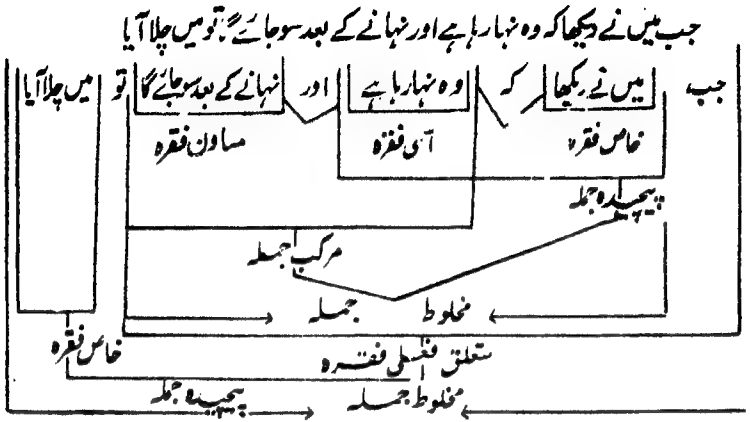 جب میں نے دیکھا کہ وہ نہا رہا ہے اور نہانے کے بعد سو جائے گا۔ تو میں چلا آیا
جب میں نے رکھا کہ وہ نہا رہا ہے اور نہانے کے بعد سو جائے گا تو میں چلا آیا
خاص فقرہ اسمی فقرہ مساون فقرہ
پیچیدہ جملہ
مرکب جملہ
مخلوط جملہ
خاص فقرہ متعلق فعلی فقرہ
مخلوط جملہ پیچیدہ جملہ